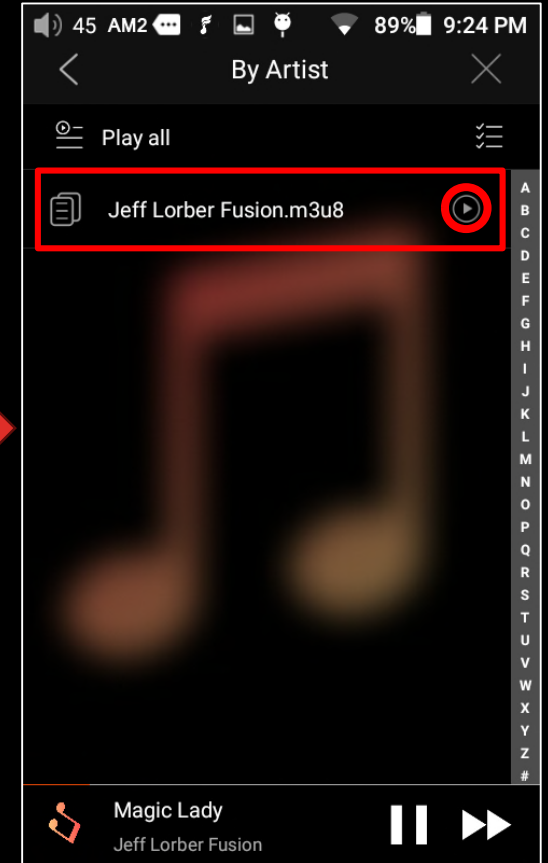 45 AM2 89% 9:24 PM
By Artist
Play all
Jeff Lorber Fusion.m3u8
A
B
C
D
E
F
G
H
I
J
K
L
M
N
O
P
Q
R
S
T
U
V
W
X
Y
Z
#
Magic Lady
Jeff Lorber Fusion